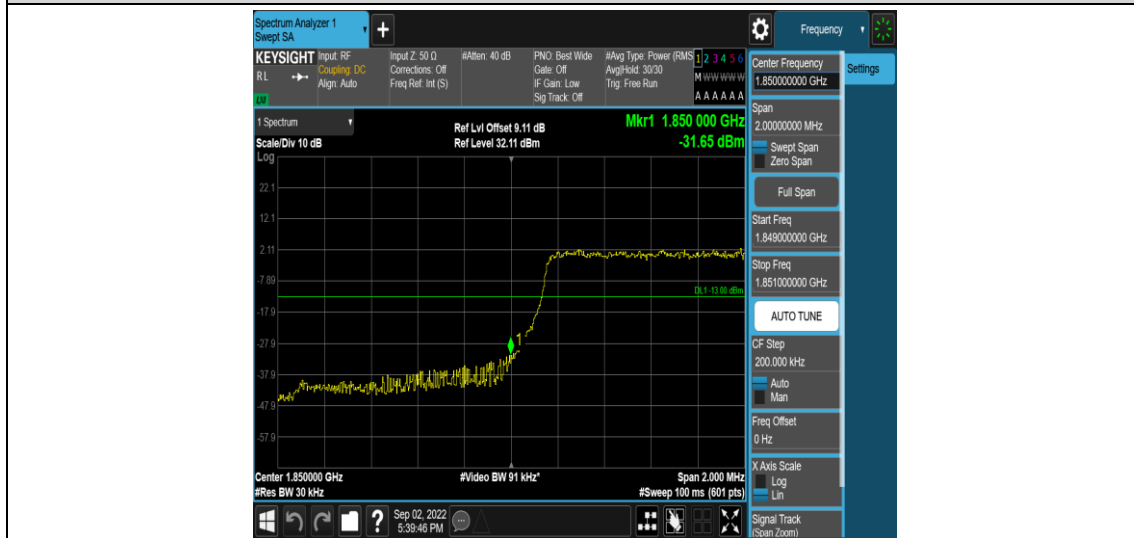 Spectrum Analyzer 1
Swept SA
+
Frequency
KEYSIGHT
RL
LNI
Input: RF
Coupling: DC
Align: Auto
Input Z: 50 Ω
Corrections: Off
Freq Ref: Int (S)
#Atten: 40 dB
PNO: Best Wide
Gate: Off
IF Gain: Low
Sig Track: Off
#Avg Type: Power (RMS
Avg|Hold: 30/30
Trig: Free Run
1 2 3 4 5 6
M W W W W W
A A A A A A
1 Spectrum
Scale/Div 10 dB
Log
Ref Lvl Offset 9.11 dB
Ref Level 32.11 dBm
Mkr1 1.850 000 GHz
-31.65 dBm
22.1
12.1
2.11
-7.89
-17.9
-27.9
-37.9
-47.9
-57.9
DL1 -13.00 dBm
1
Center 1.850000 GHz
#Res BW 30 kHz
#Video BW 91 kHz*
Span 2.000 MHz
#Sweep 100 ms (601 pts)
Sep 02, 2022
5:39:46 PM
?
Center Frequency
1.850000000 GHz
Settings
Span
2.00000000 MHz
Swept Span
Zero Span
Full Span
Start Freq
1.849000000 GHz
Stop Freq
1.851000000 GHz
AUTO TUNE
CF Step
200.000 kHz
Auto
Man
Freq Offset
0 Hz
X Axis Scale
Log
Lin
Signal Track
(Span Zoom)